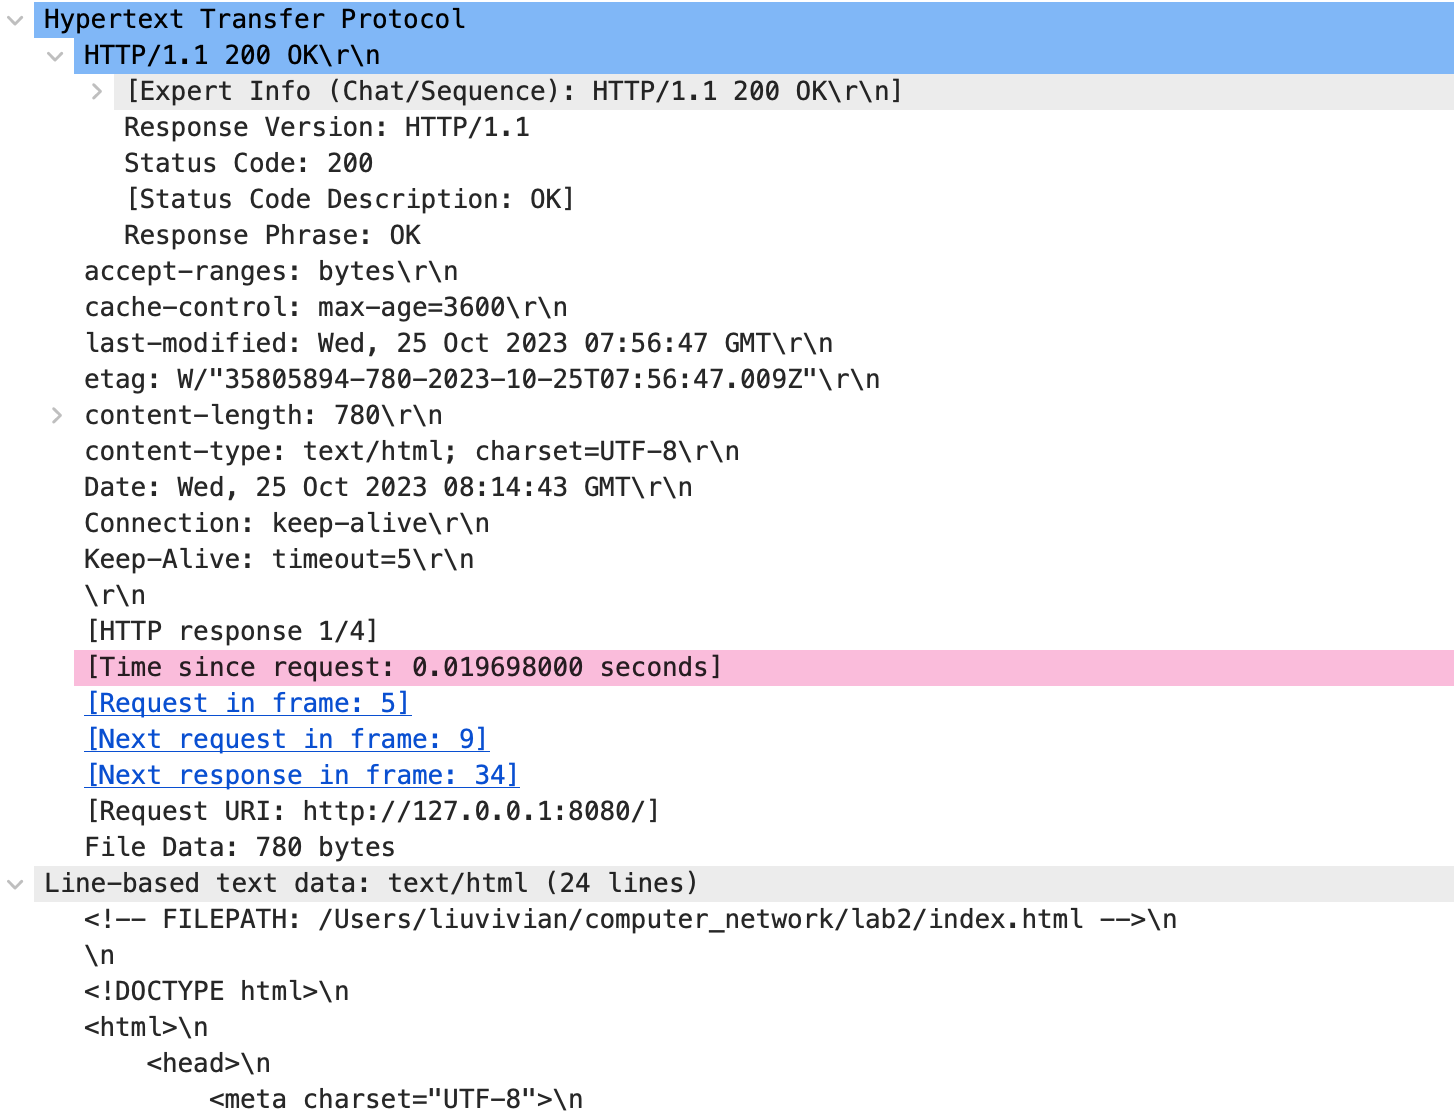 Hypertext Transfer Protocol
HTTP/1.1 200 OK\r\n
[Expert Info (Chat/Sequence): HTTP/1.1 200 OK\r\n]
Response Version: HTTP/1.1
Status Code: 200
[Status Code Description: OK]
Response Phrase: OK
accept-ranges: bytes\r\n
cache-control: max-age=3600\r\n
last-modified: Wed, 25 Oct 2023 07:56:47 GMT\r\n
etag: W/"35805894-780-2023-10-25T07:56:47.009Z"\r\n
content-length: 780\r\n
content-type: text/html; charset=UTF-8\r\n
Date: Wed, 25 Oct 2023 08:14:43 GMT\r\n
Connection: keep-alive\r\n
Keep-Alive: timeout=5\r\n
\r\n
[HTTP response 1/4]
[Time since request: 0.019698000 seconds]
[Request in frame: 5]
[Next request in frame: 9]
[Next response in frame: 34]
[Request URI: http://127.0.0.1:8080/]
File Data: 780 bytes
Line-based text data: text/html (24 lines)
<!-- FILEPATH: /Users/liuvivian/computer_network/lab2/index.html -->\n
\n
<!DOCTYPE html>\n
<html>\n
<head>\n
<meta charset="UTF-8">\n